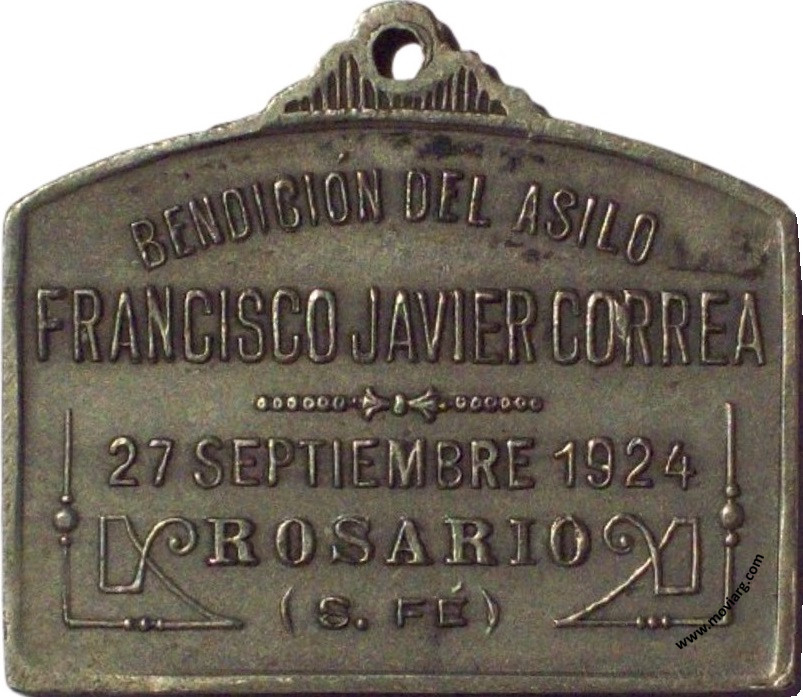 BENDICIÓN DEL ASILO
FRANCISCO JAVIER CORREA
27 SEPTIEMBRE 1924
ROSARIO
(S. FÉ)
www.moviarg.com